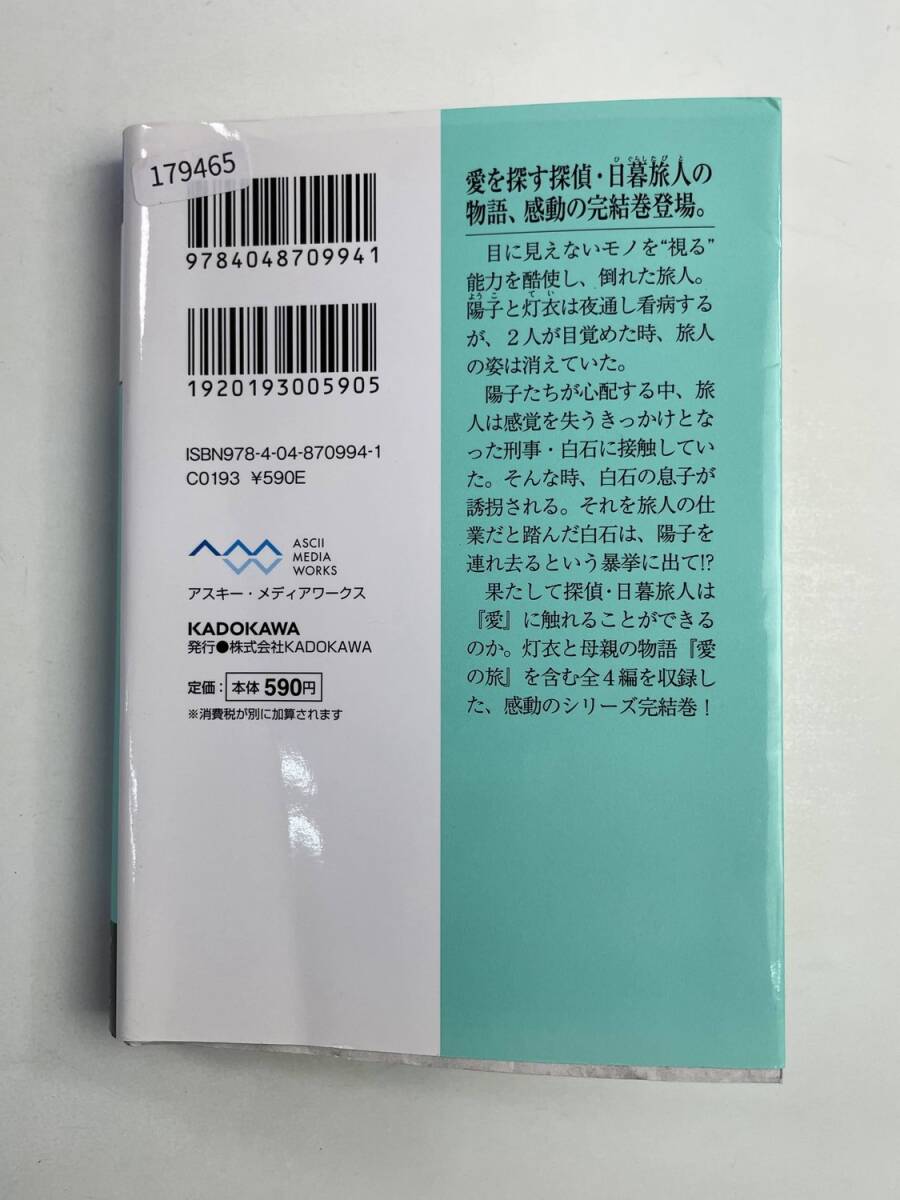 179465
9784048709941
1920193005905
ISBN978-4-04-870994-1
C0193 ¥590E
ASCII
MEDIA
WORKS
アスキー・メディアワークス
KADOKAWA
発行●株式会社KADOKAWA
定価：本体590円
※消費税が別に加算されます
ひぐらしたびと
愛を探す探偵・日暮旅人の
物語、感動の完結巻登場。
目に見えないモノを“視る”
能力を酷使し、倒れた旅人。
ようこ てい
陽子と灯衣は夜通し看病する
が、２人が目覚めた時、旅人
の姿は消えていた。
陽子たちが心配する中、旅
人は感覚を失うきっかけとな
った刑事・白石に接触してい
た。そんな時、白石の息子が
誘拐される。それを旅人の仕
業だと踏んだ白石は、陽子を
連れ去るという暴挙に出て!?
果たして探偵・日暮旅人は
『愛』に触れることができる
のか。灯衣と母親の物語『愛
の旅』を含む全４編を収録し
た、感動のシリーズ完結巻！